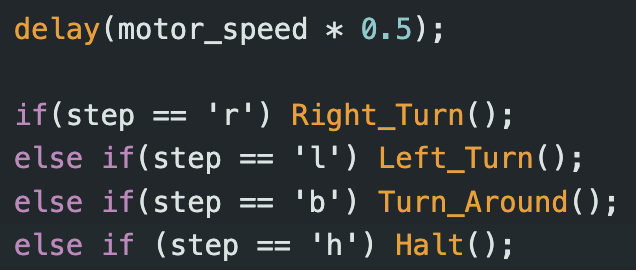 delay(motor_speed * 0.5);
if(step == 'r') Right_Turn();
else if(step == 'l') Left_Turn();
else if(step == 'b') Turn_Around();
else if (step == 'h') Halt();